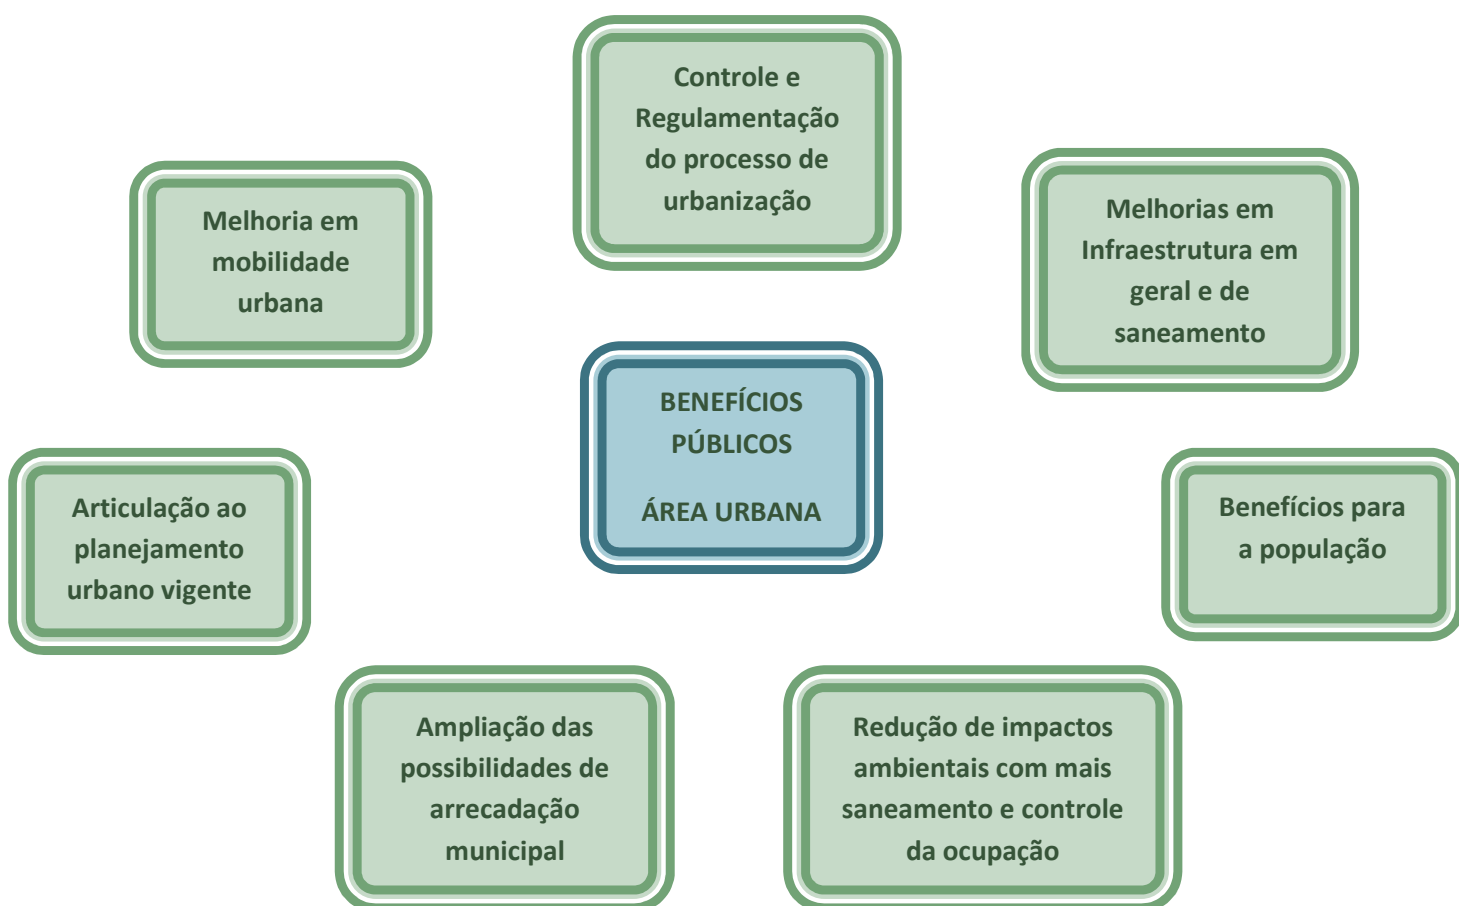 Controle e
Regulamentação
do processo de
urbanização
Melhoria em
mobilidade
urbana
Melhorias em
Infraestrutura em
geral e de
saneamento
BENEFÍCIOS
PÚBLICOS
ÁREA URBANA
Articulação ao
planejamento
urbano vigente
Benefícios para
a população
Ampliação das
possibilidades de
arrecadação
municipal
Redução de impactos
ambientais com mais
saneamento e controle
da ocupação